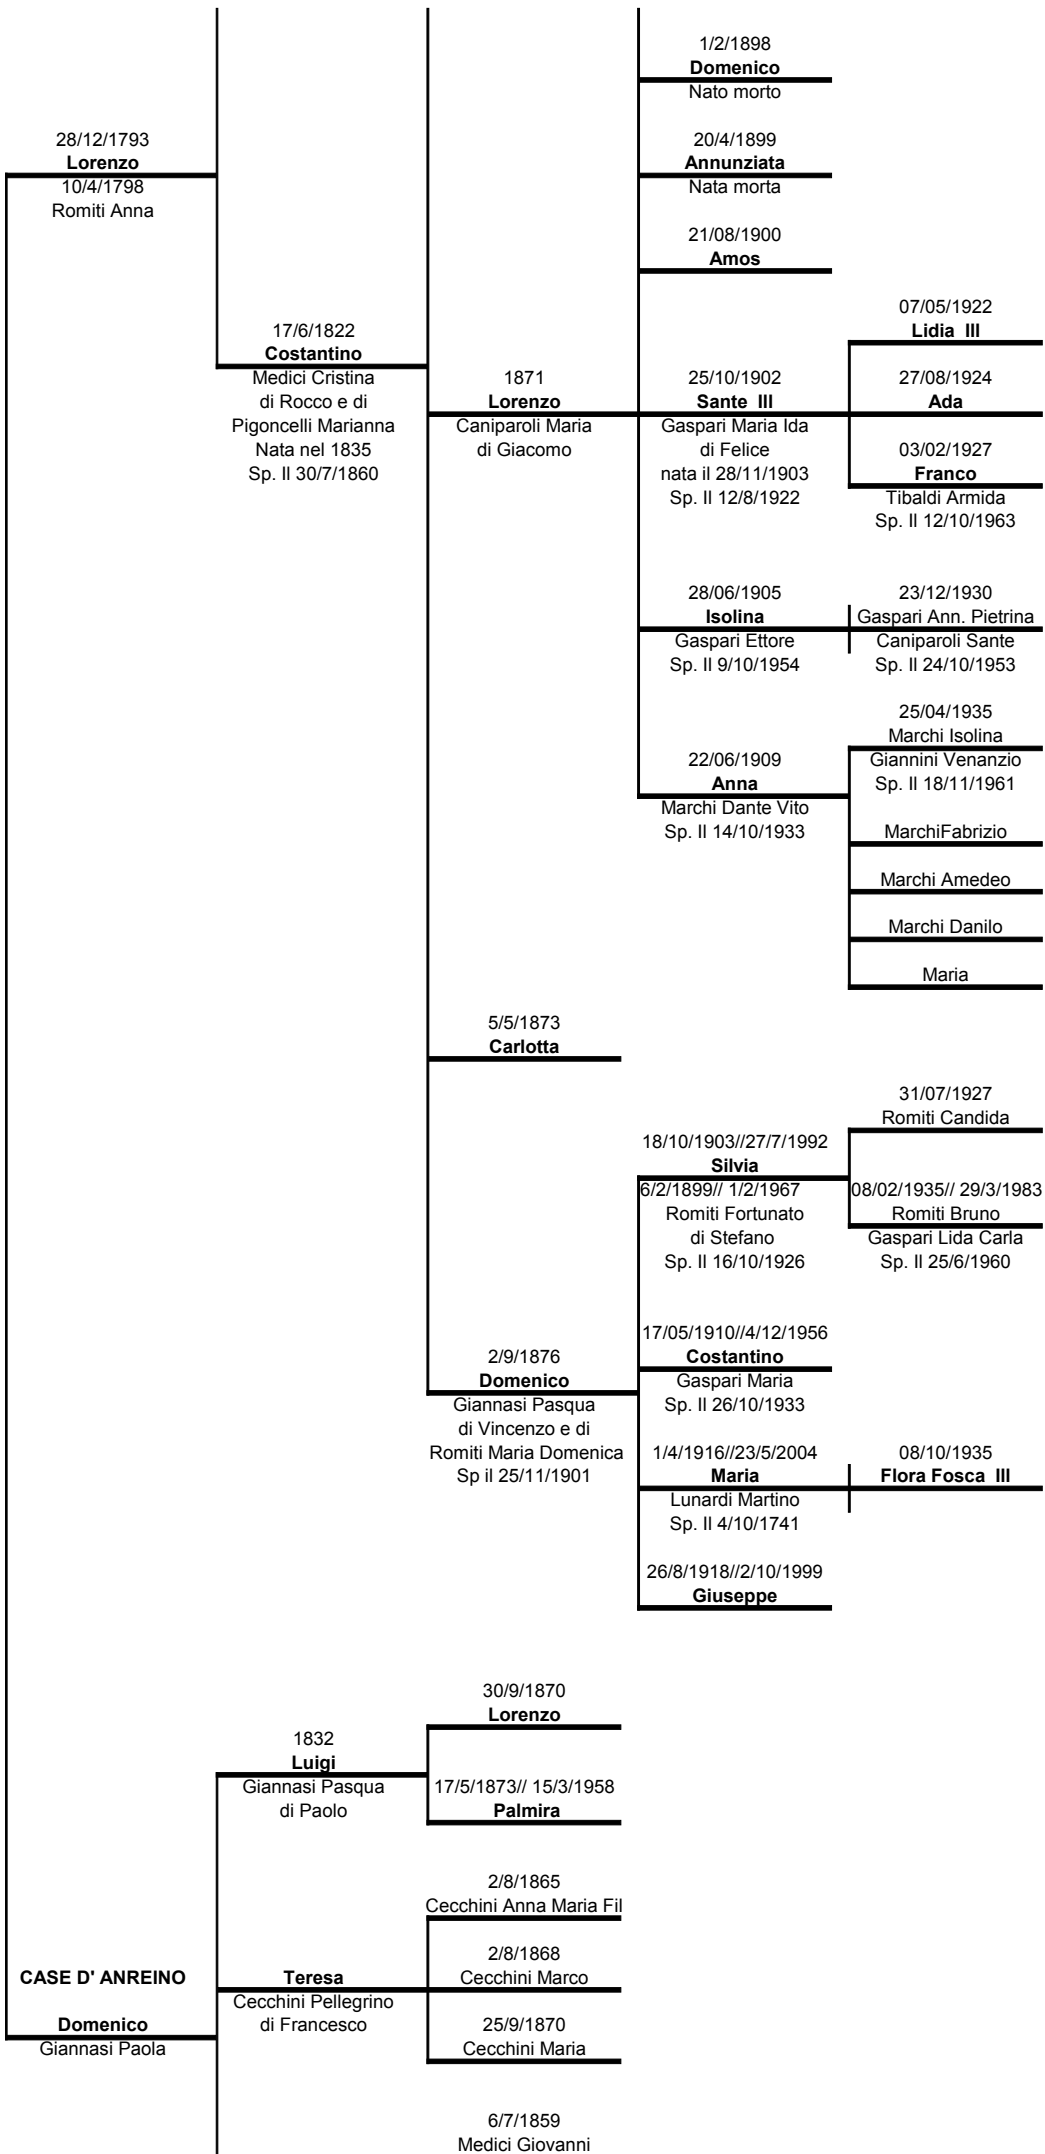 1/2/1898
Domenico
Nato morto
28/12/1793
Lorenzo
10/4/1798
Romiti Anna
20/4/1899
Annunziata
Nata morta
21/08/1900
Amos
17/6/1822
Costantino
Medici Cristina
di Rocco e di
Pigoncelli Marianna
Nata nel 1835
Sp. Il 30/7/1860
1871
Lorenzo
Caniparoli Maria
di Giacomo
25/10/1902
Sante III
Gaspari Maria Ida
di Felice
nata il 28/11/1903
Sp. Il 12/8/1922
07/05/1922
Lidia III
27/08/1924
Ada
03/02/1927
Franco
Tibaldi Armida
Sp. Il 12/10/1963
28/06/1905
Isolina
Gaspari Ettore
Sp. Il 9/10/1954
23/12/1930
Gaspari Ann. Pietrina
Caniparoli Sante
Sp. Il 24/10/1953
22/06/1909
Anna
Marchi Dante Vito
Sp. Il 14/10/1933
25/04/1935
Marchi Isolina
Giannini Venanzio
Sp. Il 18/11/1961
MarchiFabrizio
Marchi Amedeo
Marchi Danilo
Maria
5/5/1873
Carlotta
2/9/1876
Domenico
Giannasi Pasqua
di Vincenzo e di
Romiti Maria Domenica
Sp il 25/11/1901
18/10/1903//27/7/1992
Silvia
6/2/1899// 1/2/1967
Romiti Fortunato
di Stefano
Sp. Il 16/10/1926
31/07/1927
Romiti Candida
08/02/1935// 29/3/1983
Romiti Bruno
Gaspari Lida Carla
Sp. Il 25/6/1960
17/05/1910//4/12/1956
Costantino
Gaspari Maria
Sp. Il 26/10/1933
1/4/1916//23/5/2004
Maria
Lunardi Martino
Sp. Il 4/10/1741
08/10/1935
Flora Fosca III
26/8/1918//2/10/1999
Giuseppe
1832
Luigi
Giannasi Pasqua
di Paolo
30/9/1870
Lorenzo
17/5/1873// 15/3/1958
Palmira
CASE D' ANREINO
Domenico
Giannasi Paola
Teresa
Cecchini Pellegrino
di Francesco
2/8/1865
Cecchini Anna Maria Fil
2/8/1868
Cecchini Marco
25/9/1870
Cecchini Maria
6/7/1859
Medici Giovanni